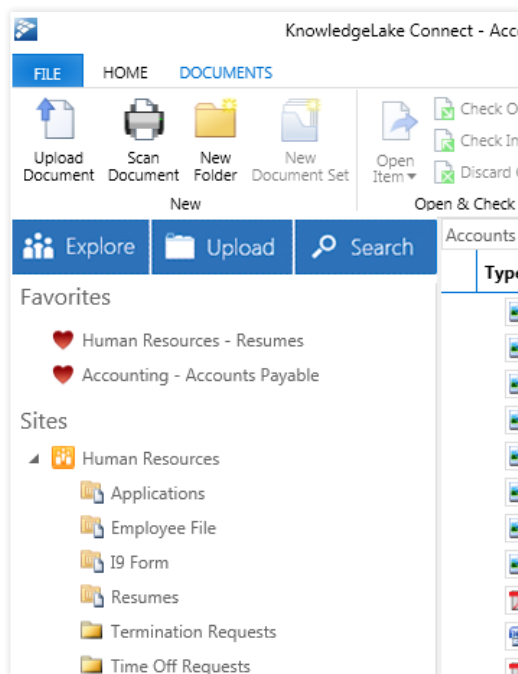 KnowledgeLake Connect - Acc
FILE HOME DOCUMENTS
Upload Document
Scan Document
New Folder
New Document Set
Open Item
Check O
Check In
Discard
New
Open & Check
Explore Upload Search
Accounts
Type
Favorites
Human Resources - Resumes
Accounting - Accounts Payable
Sites
Human Resources
Applications
Employee File
I9 Form
Resumes
Termination Requests
Time Off Requests